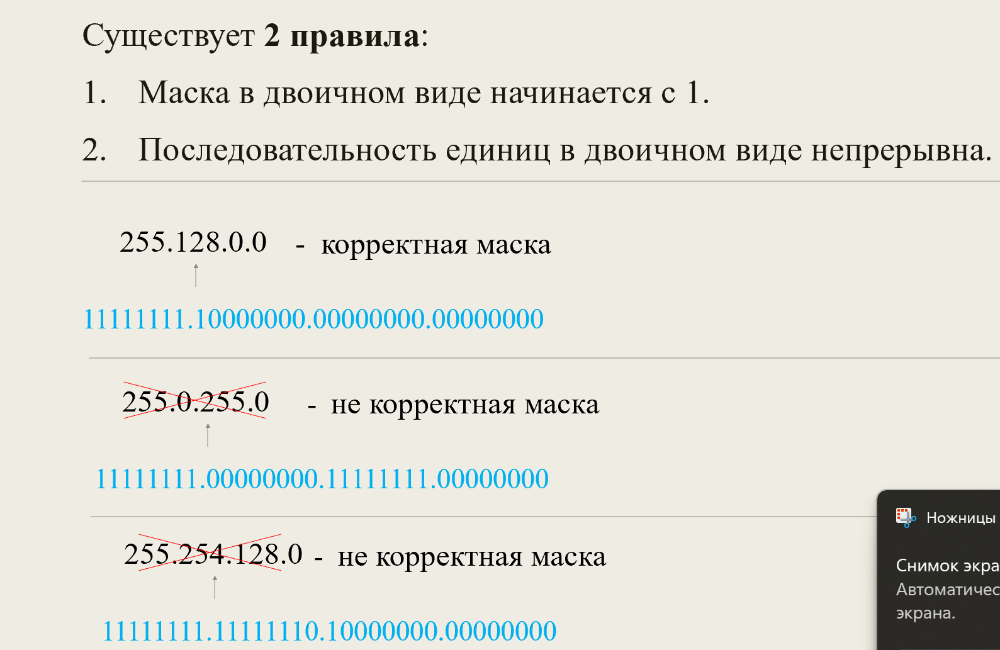 Существует 2 правила:
1. Маска в двоичном виде начинается с 1.
2. Последовательность единиц в двоичном виде непрерывна.
255.128.0.0 - корректная маска
11111111.10000000.00000000.00000000
255.0.255.0 - не корректная маска
11111111.00000000.11111111.00000000
255.254.128.0 - не корректная маска
11111111.11111110.10000000.00000000
Ножницы
Снимок экра
Автоматичес
экрана.